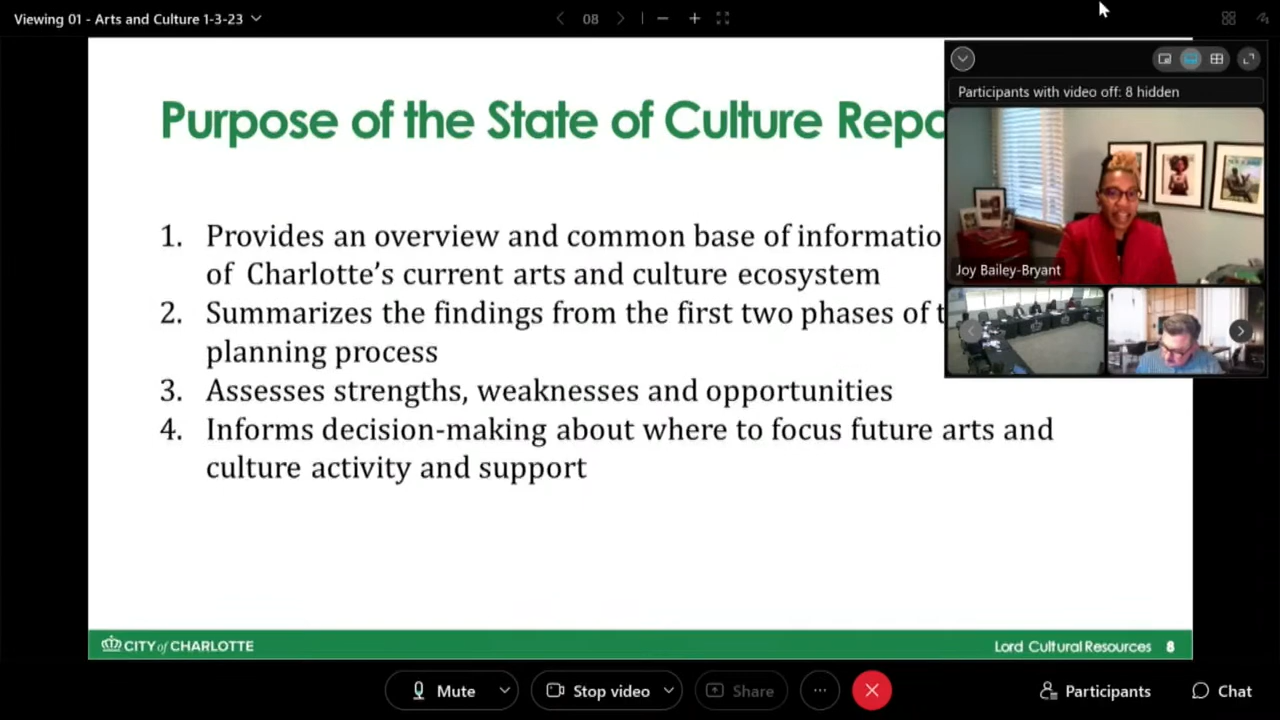 Viewing 01 - Arts and Culture 1-3-23
08
Participants with video off: 8 hidden
Purpose of the State of Culture Repo
Joy Bailey-Bryant
1. Provides an overview and common base of informatio
of Charlotte's current arts and culture ecosystem
2. Summarizes the findings from the first two phases of t
planning process
3. Assesses strengths, weaknesses and opportunities
4. Informs decision-making about where to focus future arts and
culture activity and support
CITY of CHARLOTTE
Lord Cultural Resources 8
Mute
Stop video
Share
Participants
Chat